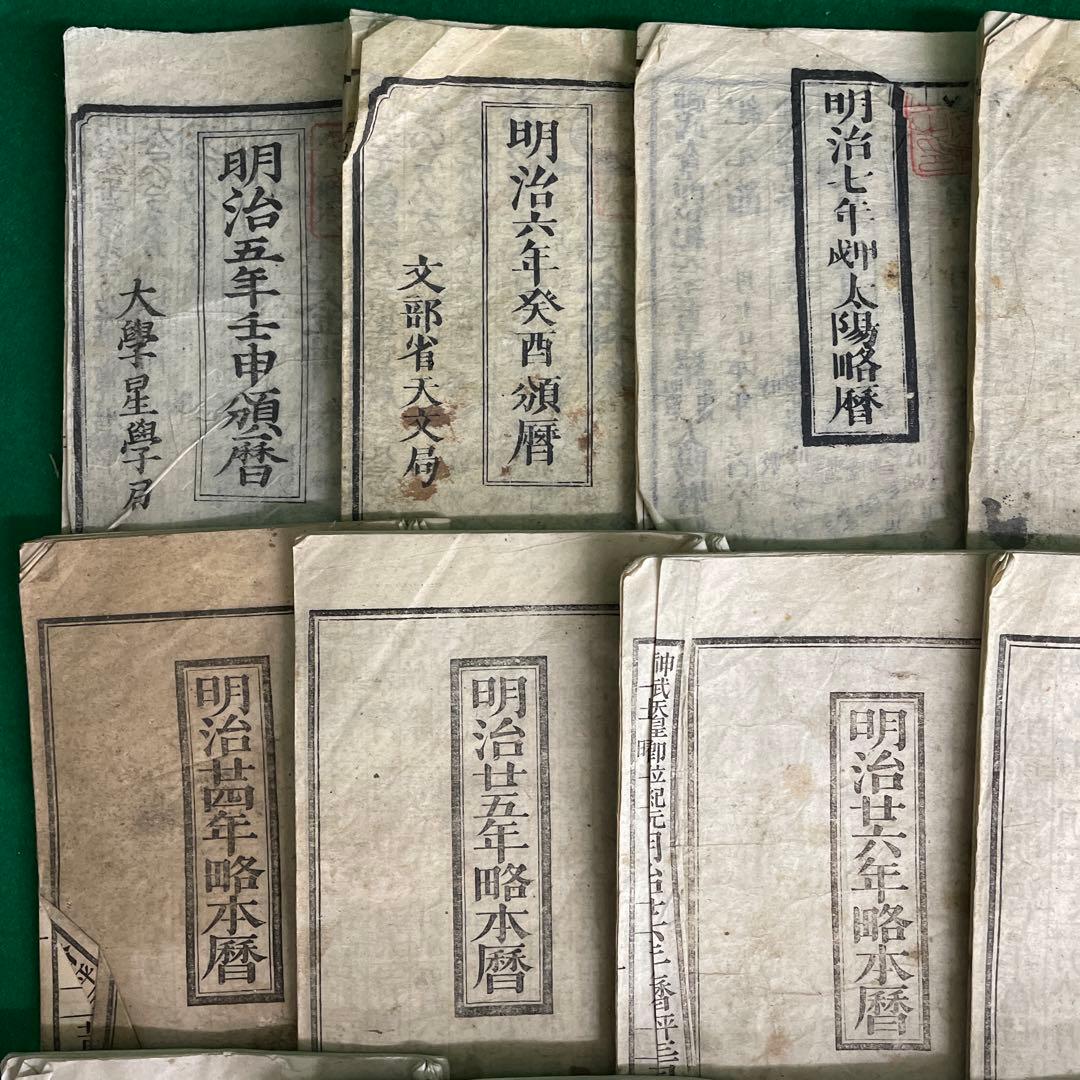 明治五年壬申頒暦
大學星學局
明治六年癸酉頒暦
文部省天文局
明治七年甲戌太陽略暦
明治廿四年略本暦
明治廿五年略本暦
明治廿六年略本暦
神武天皇即位紀元